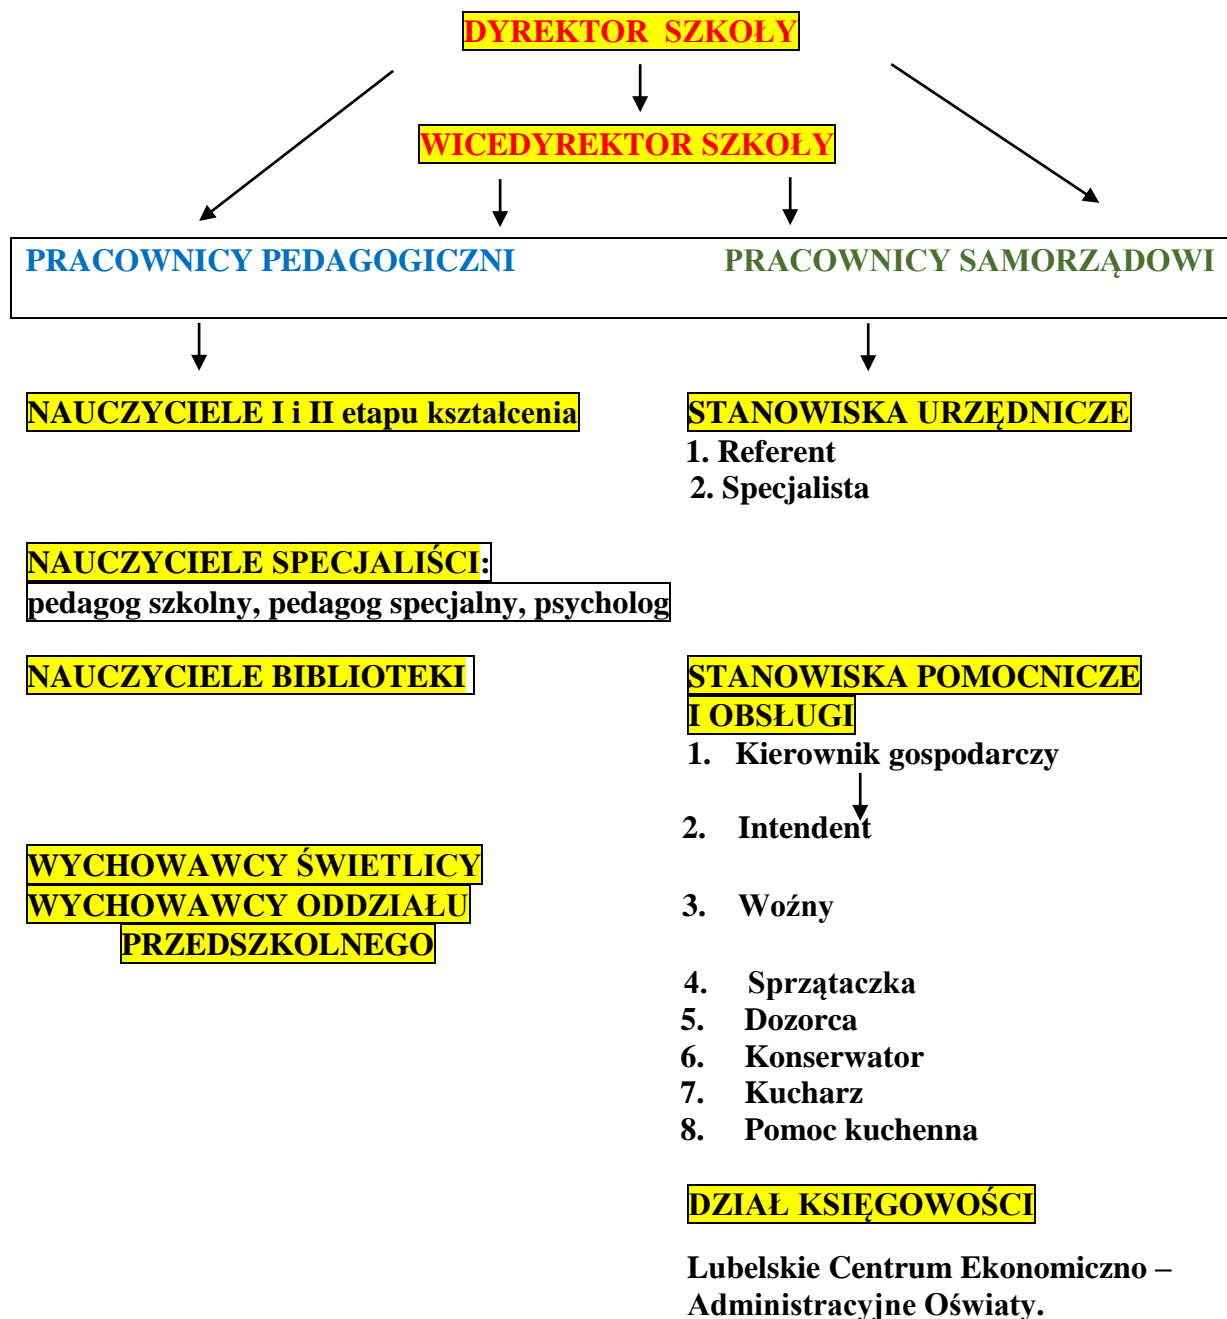 DYREKTOR SZKOŁY
WICEDYREKTOR SZKOŁY
PRACOWNICY PEDAGOGICZNI
PRACOWNICY SAMORZĄDOWI
NAUCZYCIELE I i II etapu kształcenia
NAUCZYCIELE SPECJALIŚCI:
pedagog szkolny, pedagog specjalny, psycholog
NAUCZYCIELE BIBLIOTEKI
WYCHOWAWCY ŚWIETLICY
WYCHOWAWCY ODDZIAŁU
PRZEDSZKOLNEGO
STANOWISKA URZĘDNICZE
1. Referent
2. Specjalista
STANOWISKA POMOCNICZE
I OBSŁUGI
1. Kierownik gospodarczy
2. Intendent
3. Woźny
4. Sprzątaczka
5. Dozorca
6. Konserwator
7. Kucharz
8. Pomoc kuchenna
DZIAŁ KSIĘGOWOŚCI
Lubelskie Centrum Ekonomiczno –
Administracyjne Oświaty.